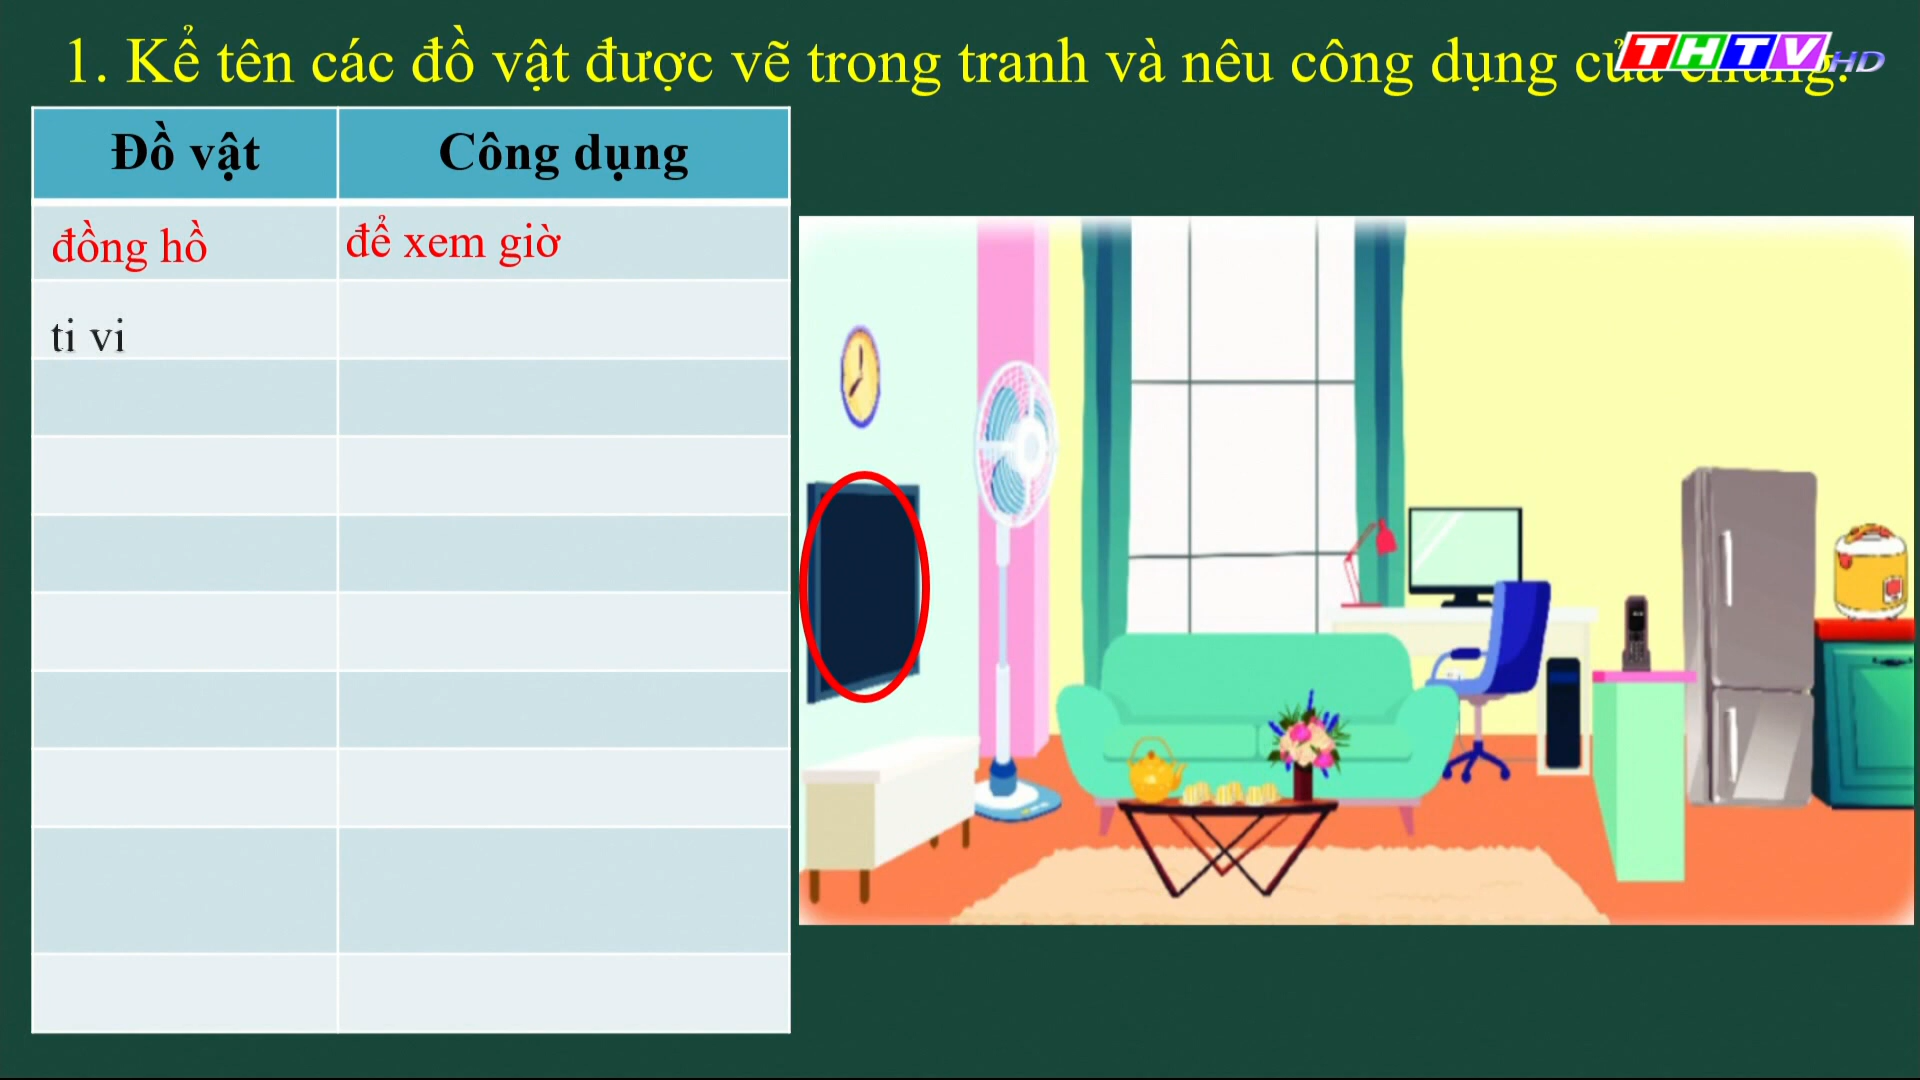 1. Kể tên các đồ vật được vẽ trong tranh và nêu công dụng của chúng.
THTV HD
Đồ vật Công dụng
đồng hồ để xem giờ
ti vi